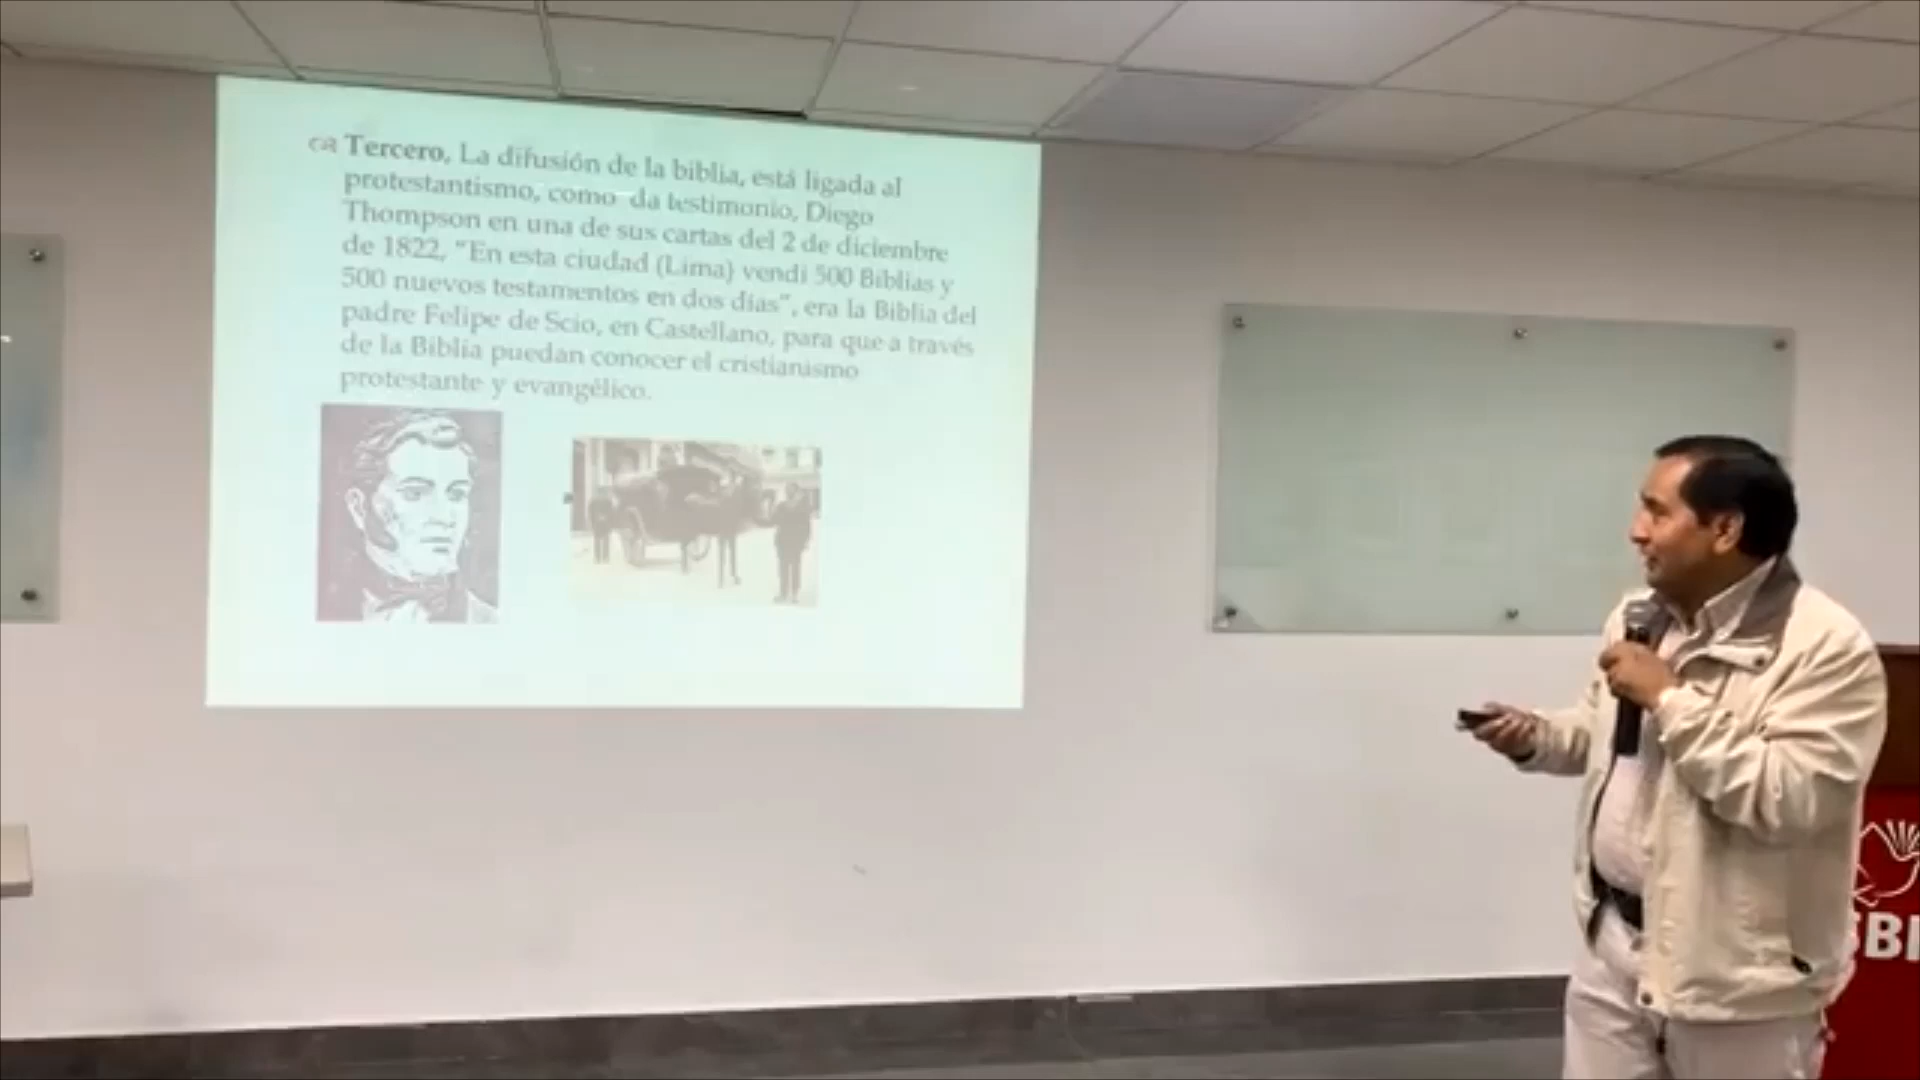 Tercero, La difusión de la biblia, está ligada al
protestantismo, como da testimonio, Diego
Thompson en una de sus cartas del 2 de diciembre
de 1822, “En esta ciudad (Lima) vendi 500 Biblias y
500 nuevos testamentos en dos días”, era la Biblia del
padre Felipe de Scio, en Castellano, para que a través
de la Biblia puedan conocer el cristianismo
protestante y evangélico.